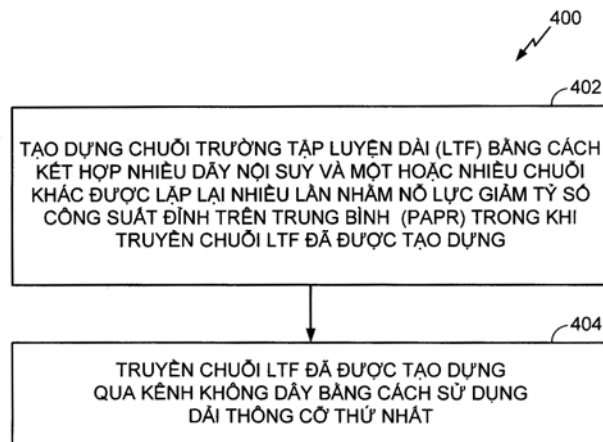 400
402
TẠO DỰNG CHUỖI TRƯỜNG TẬP LUYỆN DÀI (LTF) BẰNG CÁCH
KẾT HỢP NHIỀU DÃY NỘI SUY VÀ MỘT HOẶC NHIỀU CHUỖI
KHÁC ĐƯỢC LẶP LẠI NHIỀU LẦN NHẰM NỖ LỰC GIẢM TỶ SỐ
CÔNG SUẤT ĐỈNH TRÊN TRUNG BÌNH (PAPR) TRONG KHI
TRUYỀN CHUỖI LTF ĐÃ ĐƯỢC TẠO DỰNG
404
TRUYỀN CHUỖI LTF ĐÃ ĐƯỢC TẠO DỰNG
QUA KÊNH KHÔNG DÂY BẰNG CÁCH SỬ DỤNG
DẢI THÔNG CỠ THỨ NHẤT